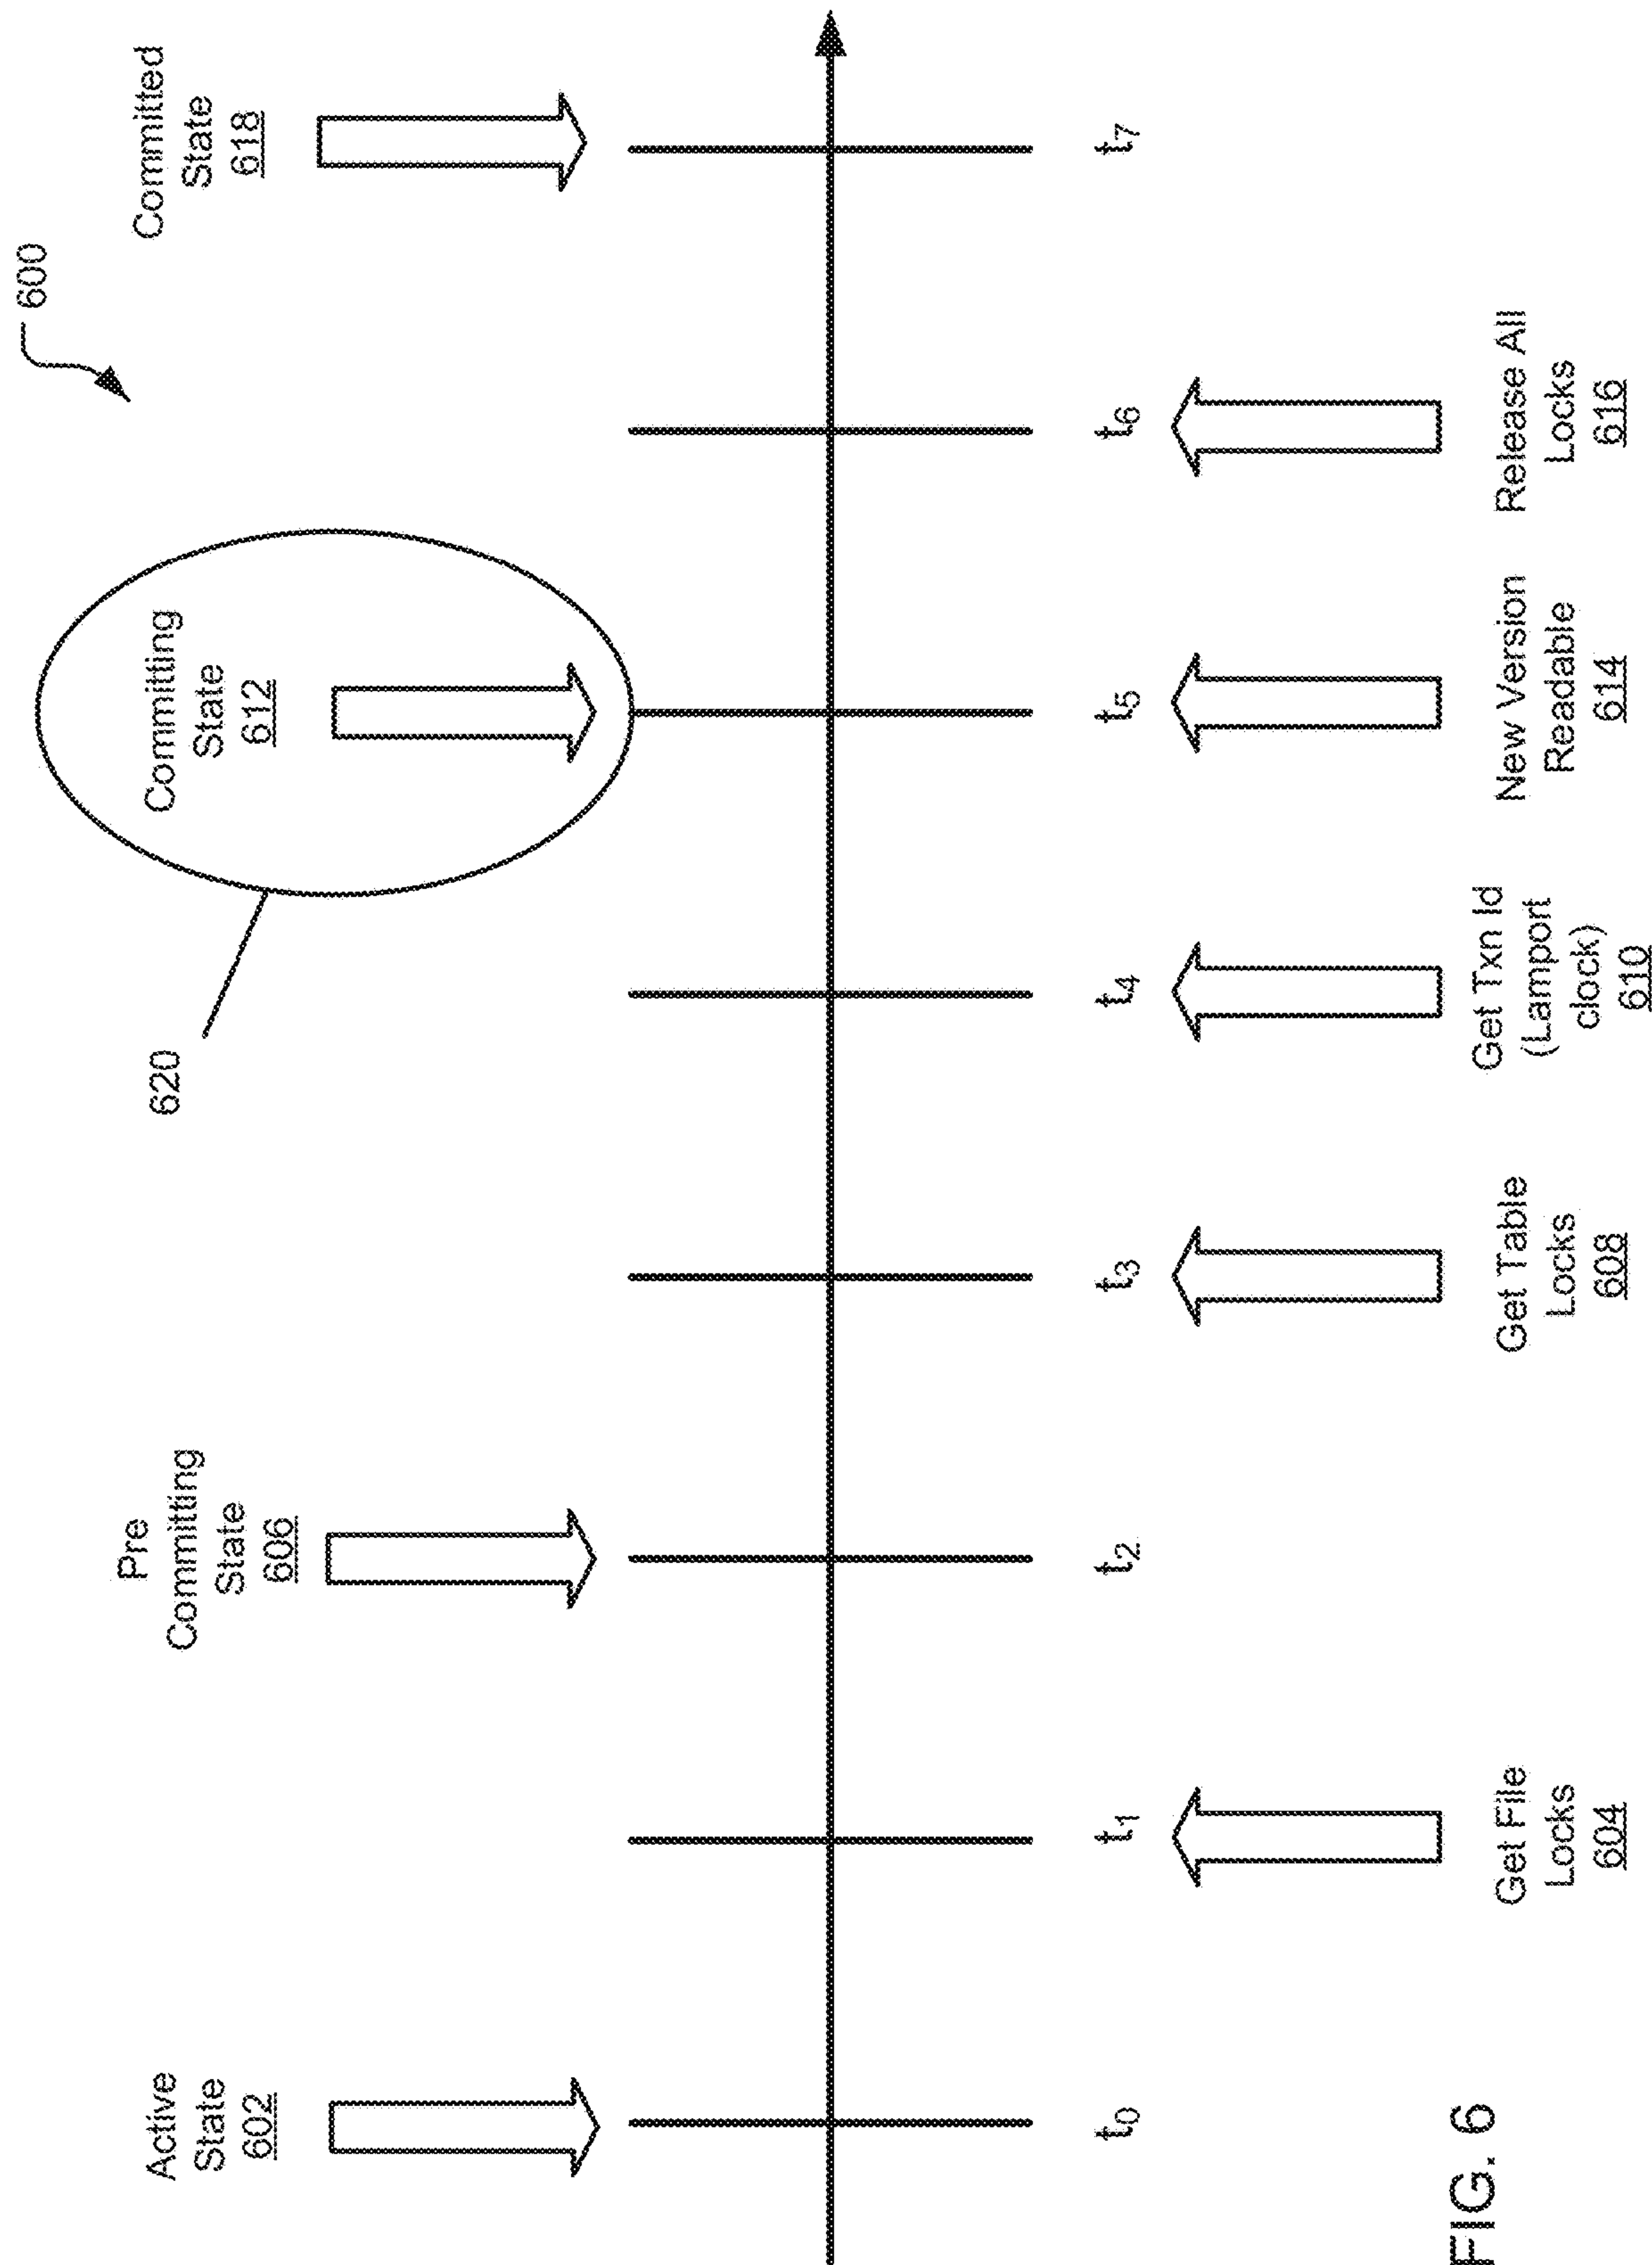 600
Active
State
602
Pre
Committing
State
606
620
Committing
State
612
Committed
State
618
t0
t1
t2
t3
t4
t5
t6
t7
Get File
Locks
604
Get Table
Locks
608
Get Txn Id
(Lamport
clock)
610
New Version
Readable
614
Release All
Locks
616
FIG. 6